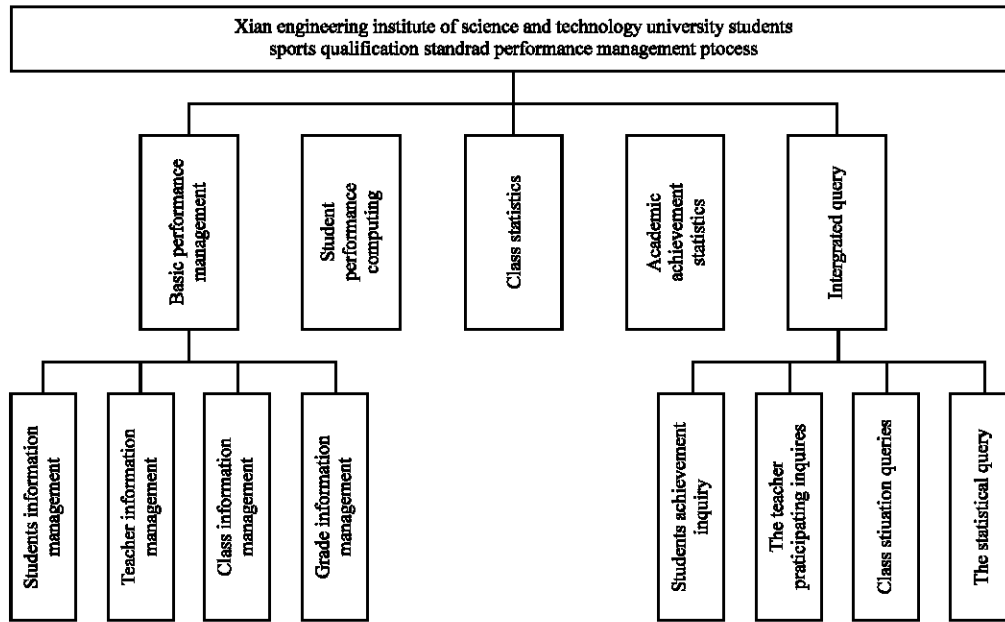 Xian engineering institute of science and technology university students
sports qualification standrad performance management ptocess
Basic performance
management
Student
performance
computing
Class statistics
Academic
achievement
statistics
Intergrated query
Students information
management
Teacher information
management
Class information
management
Grade information
management
Students achievement
inquiry
The teacher
praticipating inquires
Class stiuation queries
The statistical query